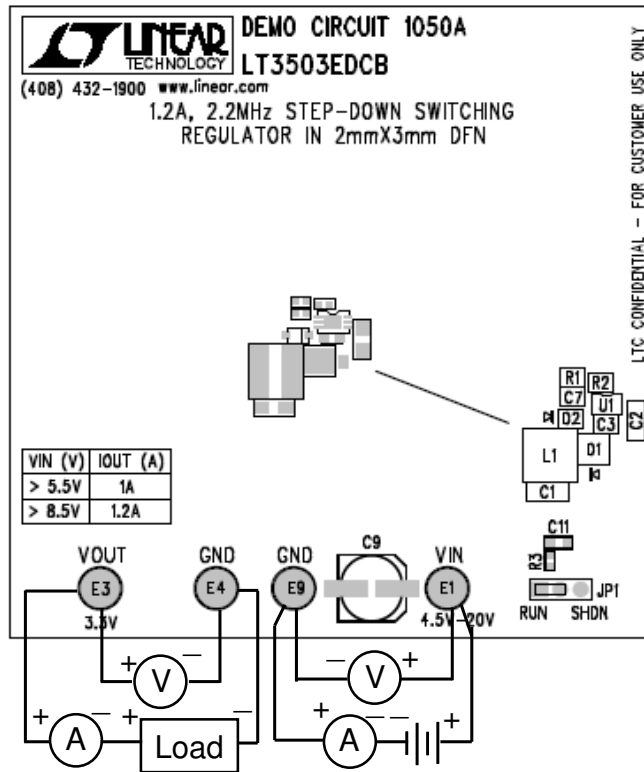 LINEAR
TECHNOLOGY
DEMO CIRCUIT 1050A
LT3503EDCB
(408) 432-1900 www.linear.com
1.2A, 2.2MHz STEP-DOWN SWITCHING
REGULATOR IN 2mmX3mm DFN
LTC CONFIDENTIAL - FOR CUSTOMER USE ONLY
R1 R2
C7 U1
D2 C3 C2
L1 D1
C1
VIN (V) IOUT (A)
> 5.5V 1A
> 8.5V 1.2A
C11
R3
JP1
RUN SHDN
VOUT GND GND C9 VIN
E3 E4 E9 E1
3.3V 4.5V-20V
+ V − − V +
+ A − + Load − + A − − +